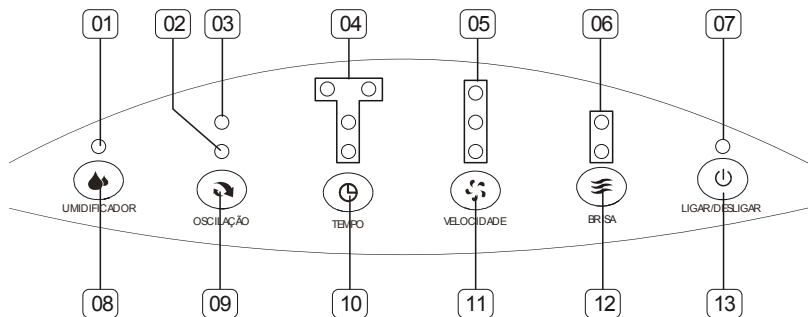 01 02 03 04 05 06 07
UMIDIFICADOR OSCILAÇÃO TEMPO VELOCIDADE BRISA LIGAR/DESLIGAR
08 09 10 11 12 13